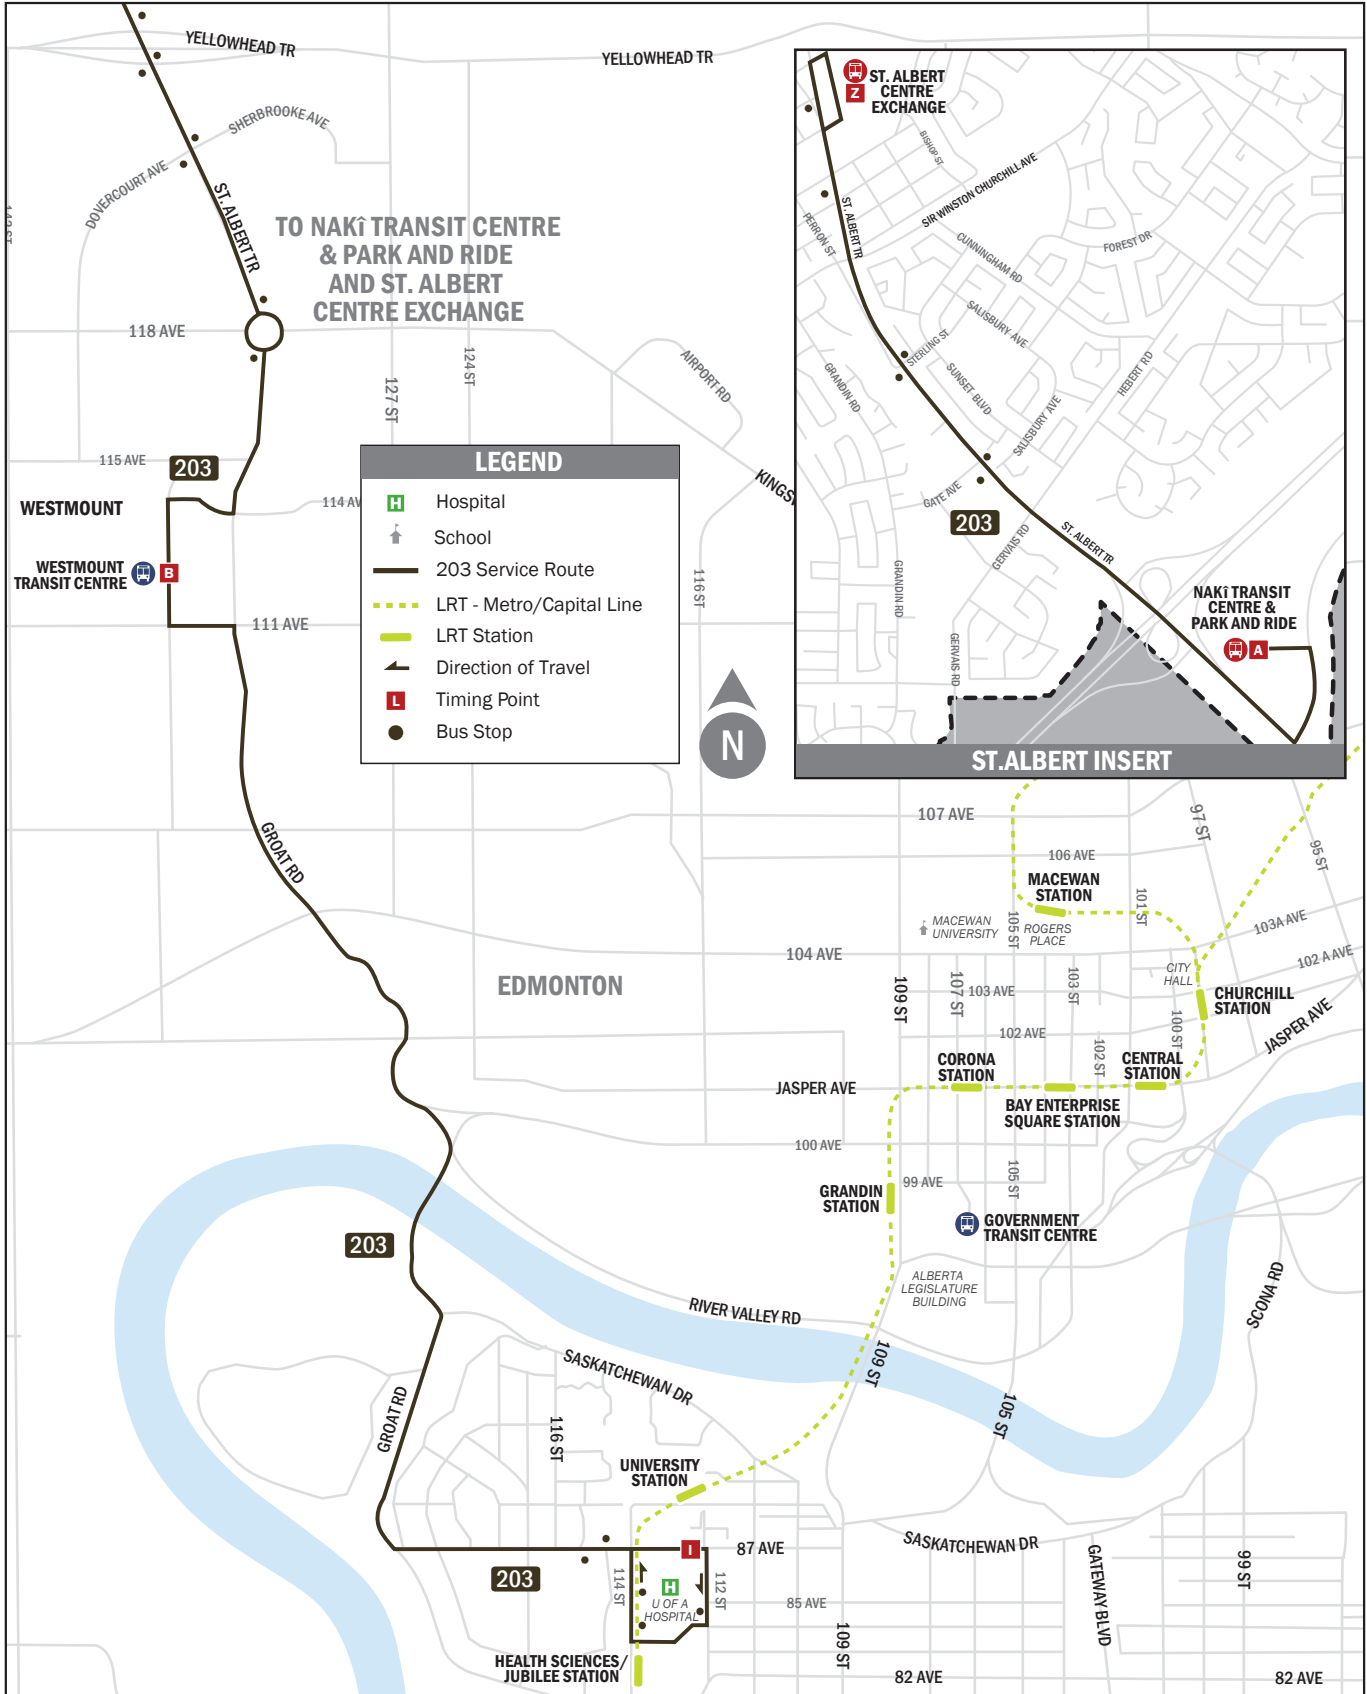 YELLOWHEAD TR
YELLOWHEAD TR
SHERBROOKE AVE
DOVERCOURT AVE
142 ST
ST. ALBERT TR
TO NAKÎ TRANSIT CENTRE
& PARK AND RIDE
AND ST. ALBERT
CENTRE EXCHANGE
118 AVE
124 ST
127 ST
AIRPORT RD
115 AVE
203
WESTMOUNT
114 AV
KINGSW
WESTMOUNT
TRANSIT CENTRE
B
111 AVE
116 ST
LEGEND
H Hospital
School
203 Service Route
LRT - Metro/Capital Line
LRT Station
Direction of Travel
L Timing Point
Bus Stop
N
ST. ALBERT
CENTRE
EXCHANGE
Z
BISHOP ST
SIR WINSTON CHURCHILL AVE
PERRON ST
ST. ALBERT TR
CUNNINGHAM RD
FOREST DR
SALISBURY AVE
STERLING ST
SUNSET BLVD
HEBERT RD
GRANDIN RD
SALISBURY AVE
GATE AVE
203
GERVAIS RD
ST. ALBERT TR
GRANDIN RD
GERVAIS RD
NAKÎ TRANSIT
CENTRE &
PARK AND RIDE
A
ST.ALBERT INSERT
107 AVE
97 ST
95 ST
106 AVE
MACEWAN
STATION
101 ST
105 ST
MACEWAN
UNIVERSITY
ROGERS
PLACE
103A AVE
104 AVE
102 A AVE
CITY
HALL
EDMONTON
109 ST
107 ST
103 AVE
103 ST
CHURCHILL
STATION
JASPER AVE
100 ST
102 AVE
102 ST
CORONA
STATION
CENTRAL
STATION
JASPER AVE
BAY ENTERPRISE
SQUARE STATION
100 AVE
99 AVE
105 ST
GRANDIN
STATION
GOVERNMENT
TRANSIT CENTRE
GROAT RD
203
ALBERTA
LEGISLATURE
BUILDING
SCONA RD
RIVER VALLEY RD
109 ST
SASKATCHEWAN DR
GROAT RD
105 ST
116 ST
UNIVERSITY
STATION
I
87 AVE
SASKATCHEWAN DR
GATEWAY BLVD
99 ST
203
114 ST
H
U OF A
HOSPITAL
112 ST
85 AVE
109 ST
HEALTH SCIENCES/
JUBILEE STATION
82 AVE
82 AVE